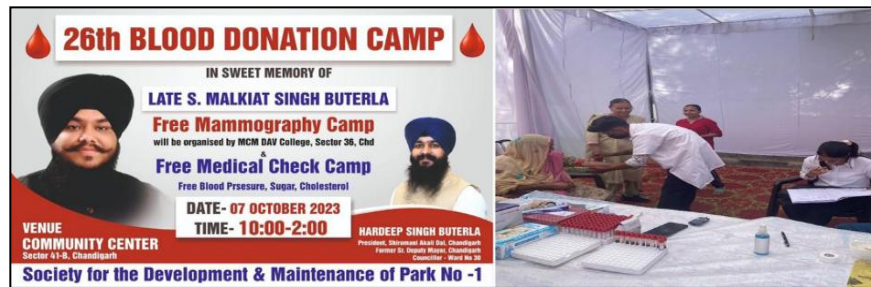 26th BLOOD DONATION CAMP
IN SWEET MEMORY OF
LATE S. MALKIAT SINGH BUTERLA
Free Mammography Camp
will be organised by MCM DAV College, Sector 36, Chd
&
Free Medical Check Camp
Free Blood Prsesure, Sugar, Cholesterol
DATE- 07 OCTOBER 2023
TIME- 10:00-2:00
VENUE
COMMUNITY CENTER
Sector 41-B, Chandigarh
HARDEEP SINGH BUTERLA
President, Shirumani Akali Dal, Chandigarh
Former Sr. Deputy Mayor, Chandigarh
Councillor - Ward No 30
Society for the Development & Maintenance of Park No -1